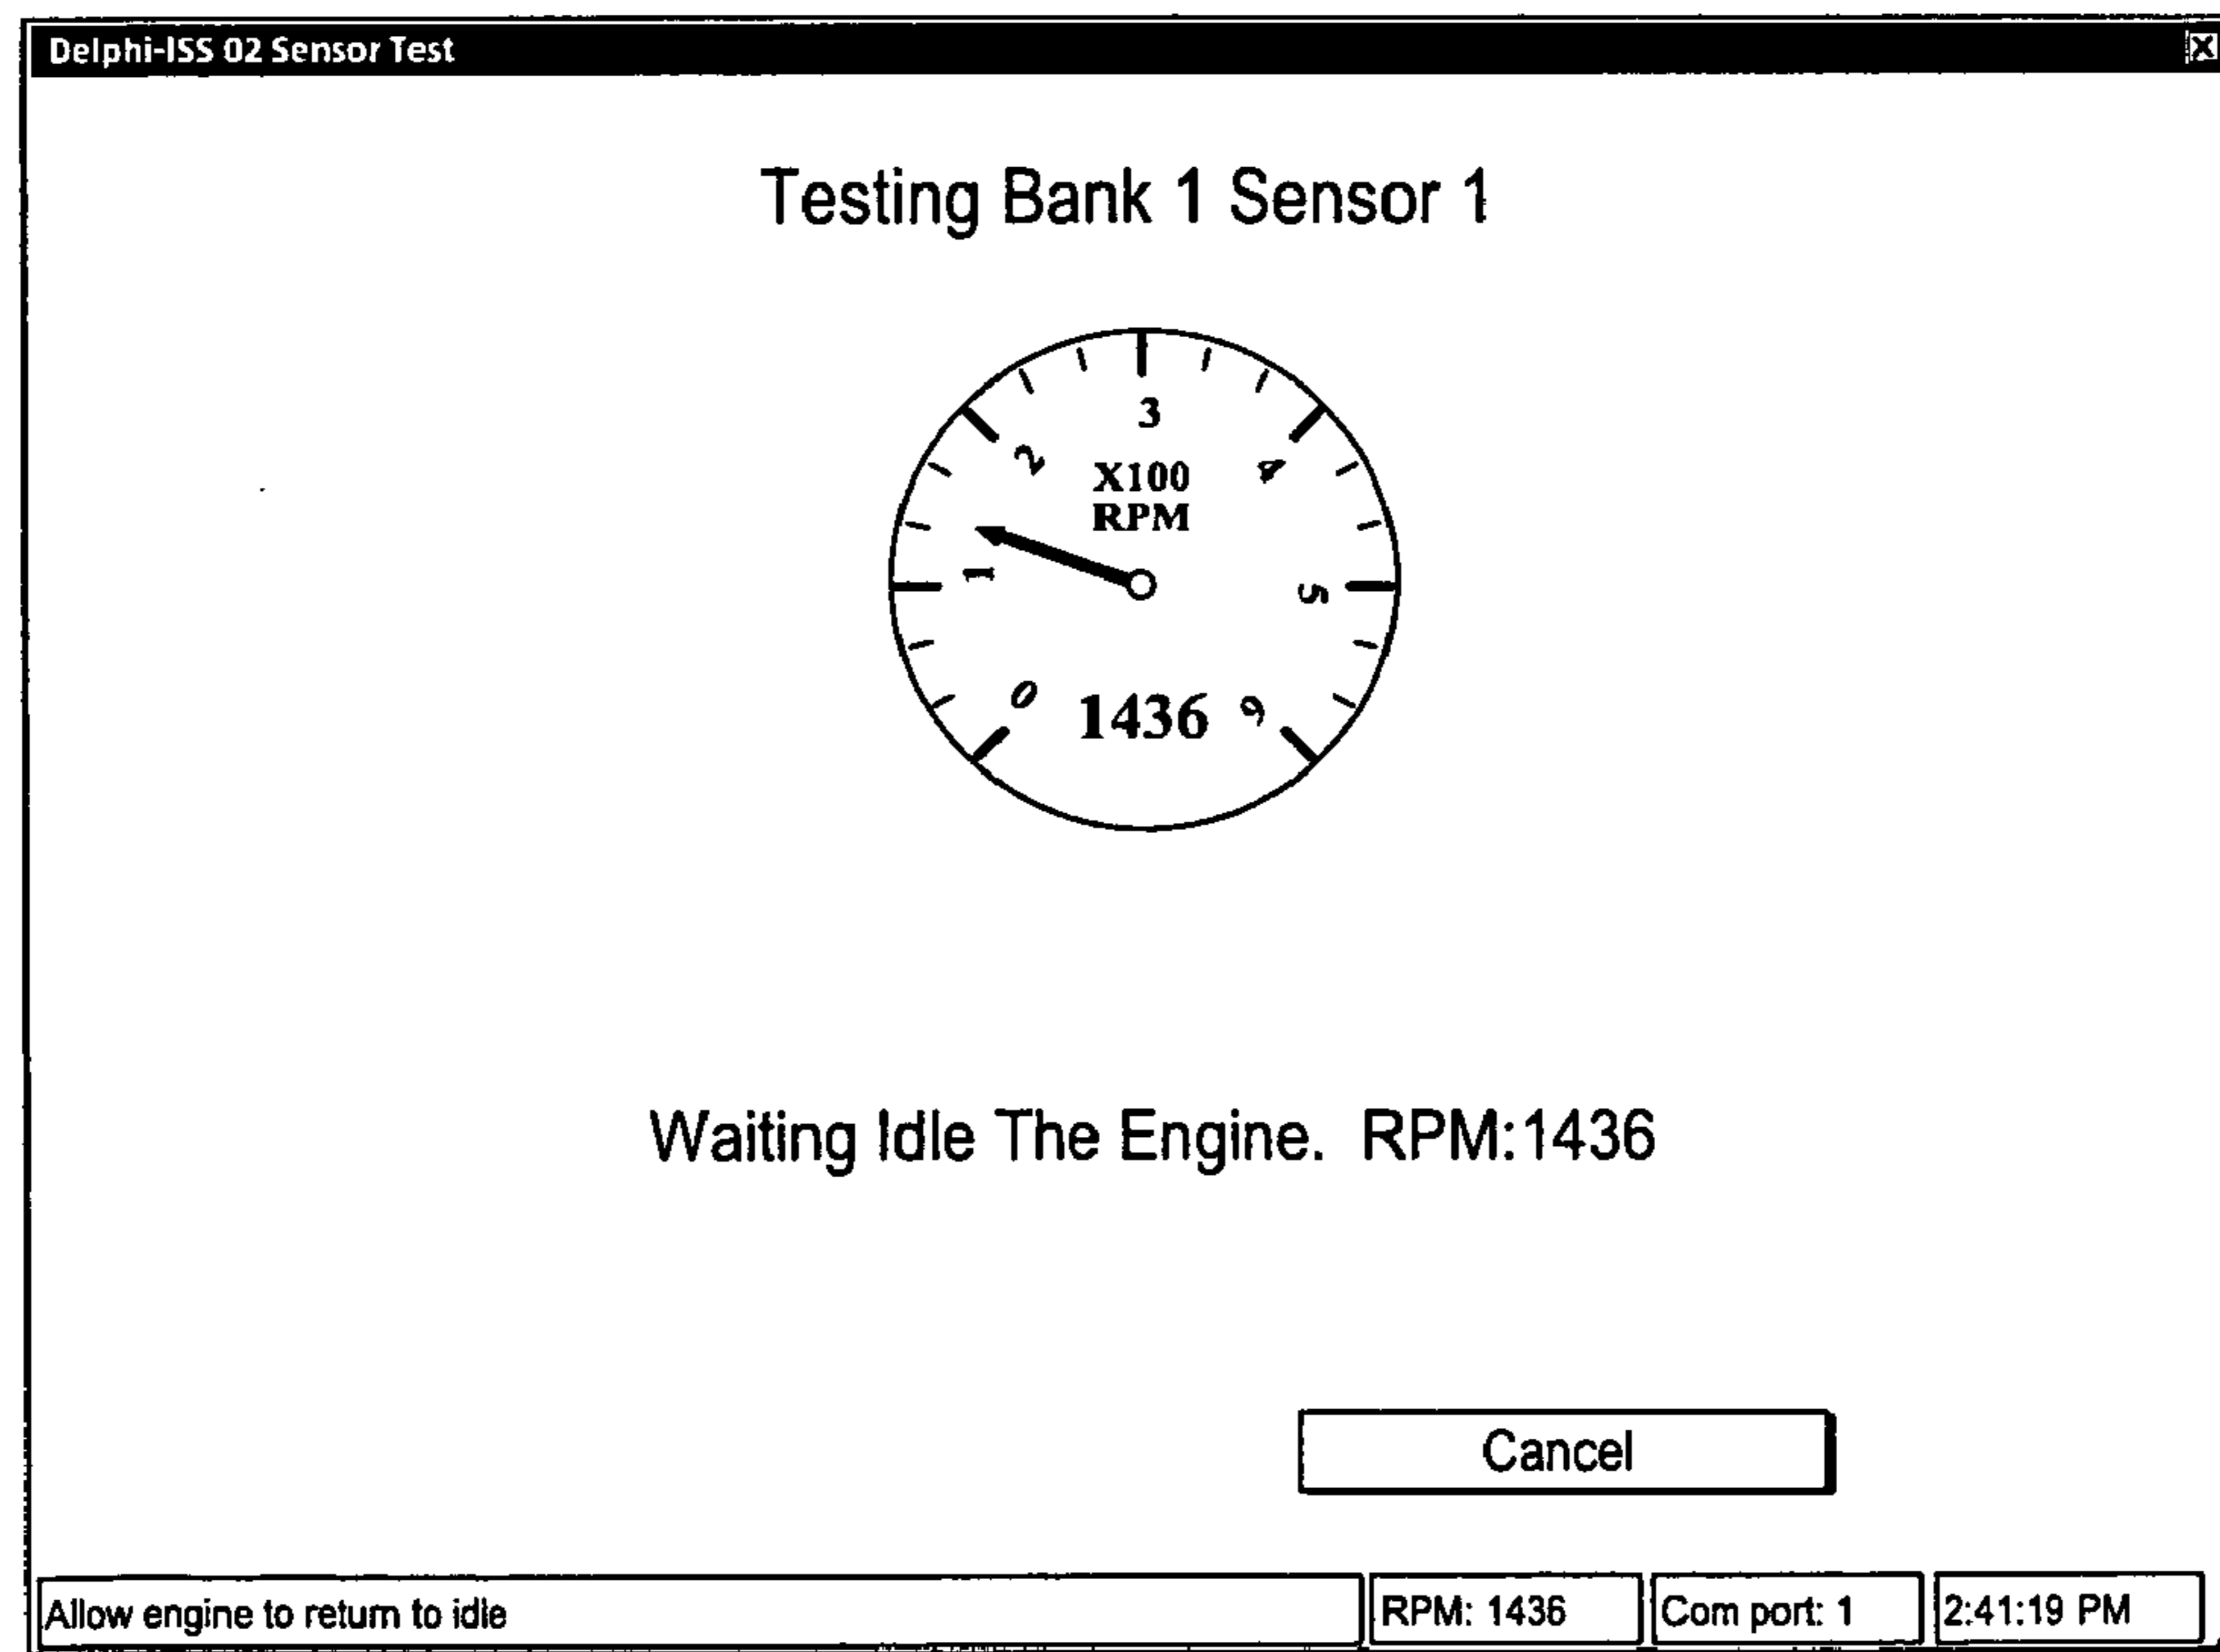 Delphi-ISS 02 Sensor Test
Testing Bank 1 Sensor 1
3
2
4
X100
RPM
1
5
0
1436
6
Waiting Idle The Engine. RPM:1436
Cancel
Allow engine to return to idle
RPM: 1436
Com port: 1
2:41:19 PM